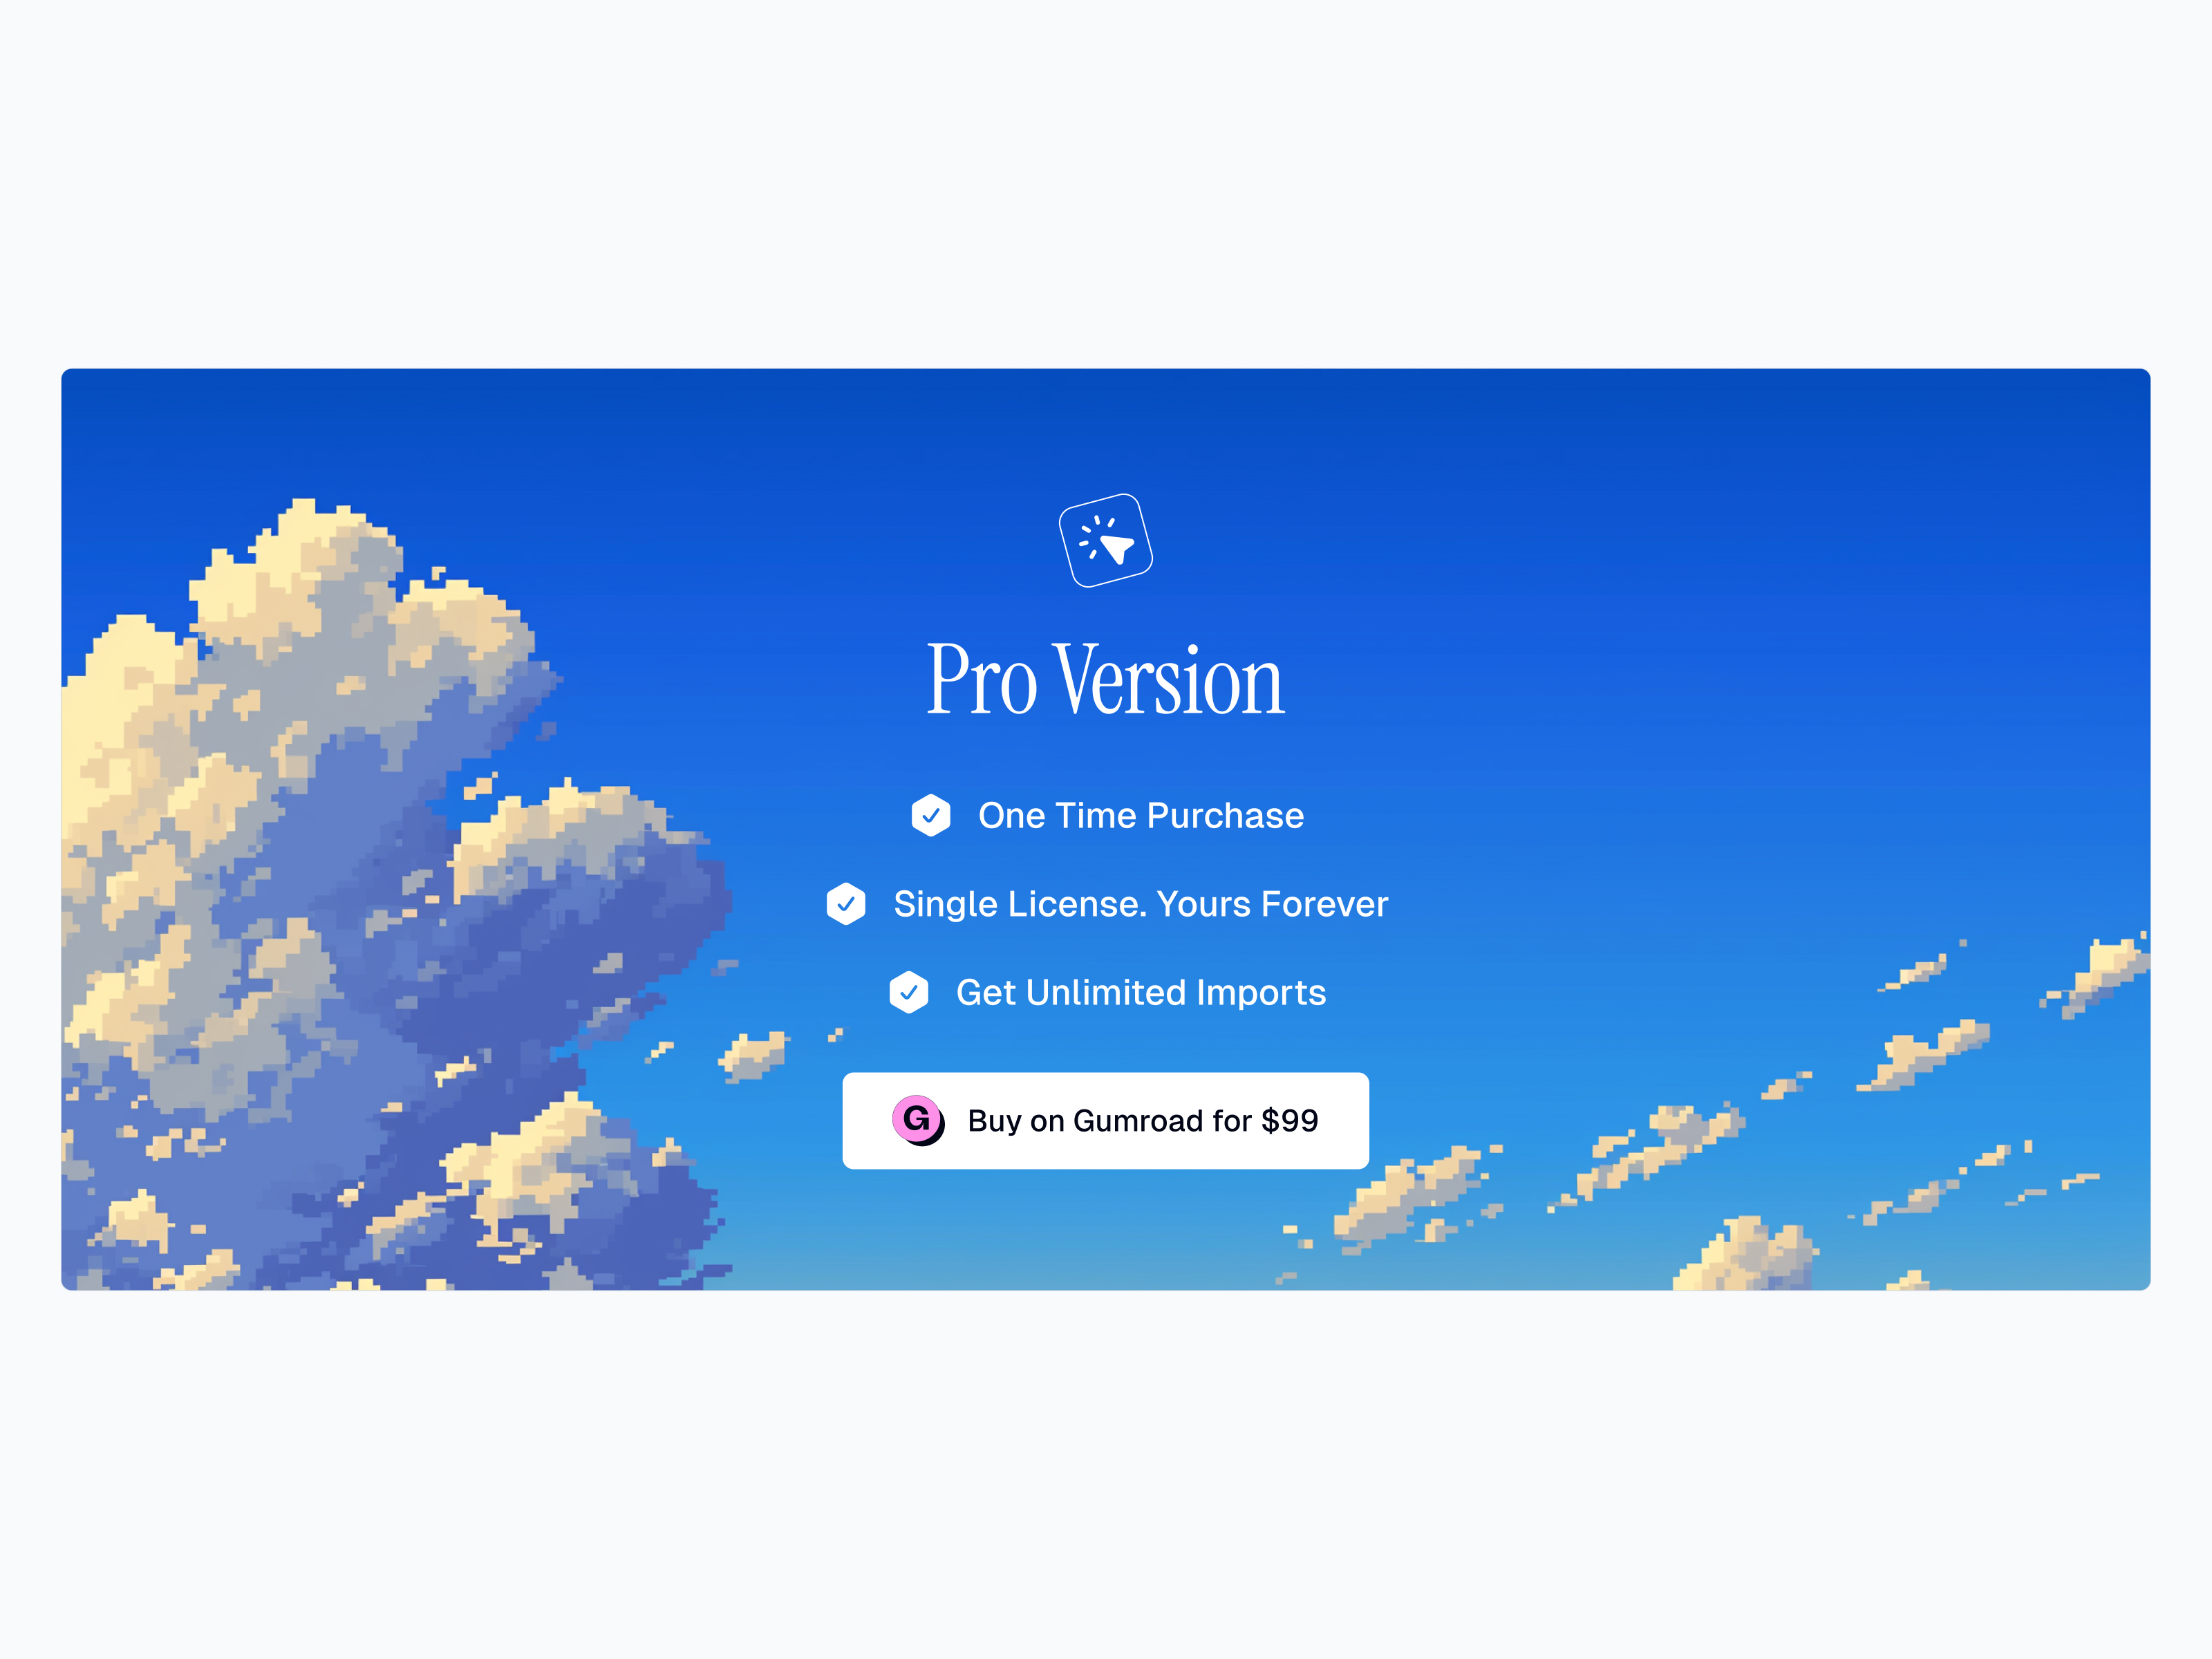 Pro Version
One Time Purchase
Single License. Yours Forever
Get Unlimited Imports
G Buy on Gumroad for $99